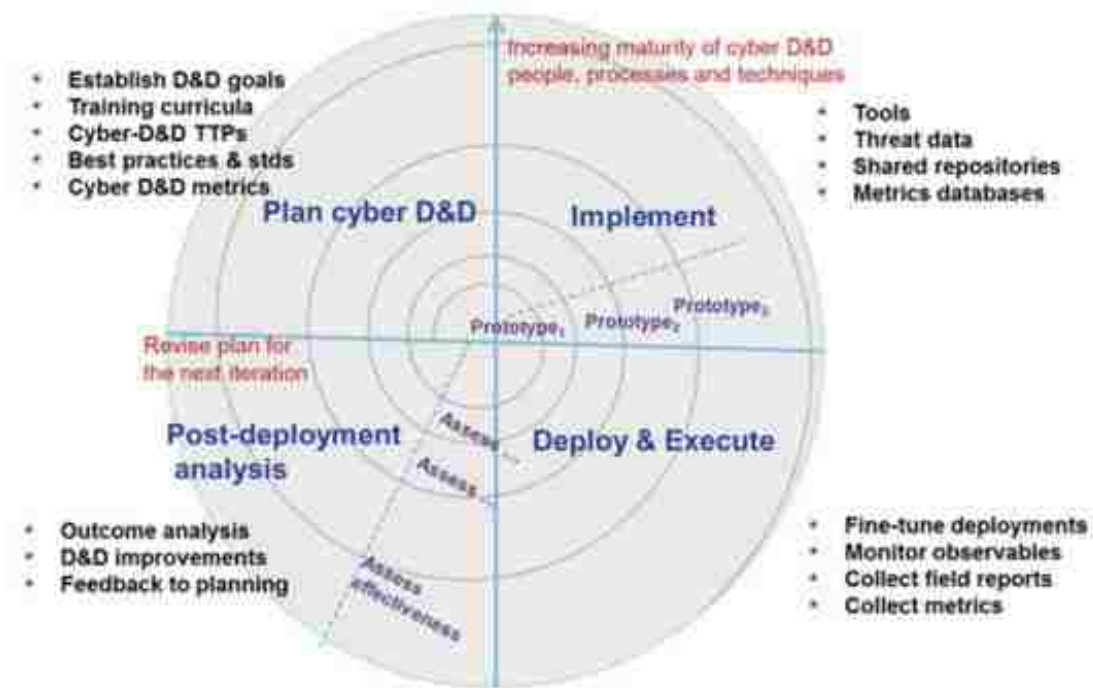 Increasing maturity of cyber D&D
people, processes and techniques
• Establish D&D goals
• Training curricula
• Cyber-D&D TTPs
• Best practices & stds
• Cyber D&D metrics
• Tools
• Threat data
• Shared repositories
• Metrics databases
Plan cyber D&D
Implement
Prototype₁
Prototype₂
Prototype₃
Revise plan for
the next iteration
Post-deployment
analysis
Assess ...
Assess ...
Assess
effectiveness
Deploy & Execute
• Outcome analysis
• D&D improvements
• Feedback to planning
• Fine-tune deployments
• Monitor observables
• Collect field reports
• Collect metrics